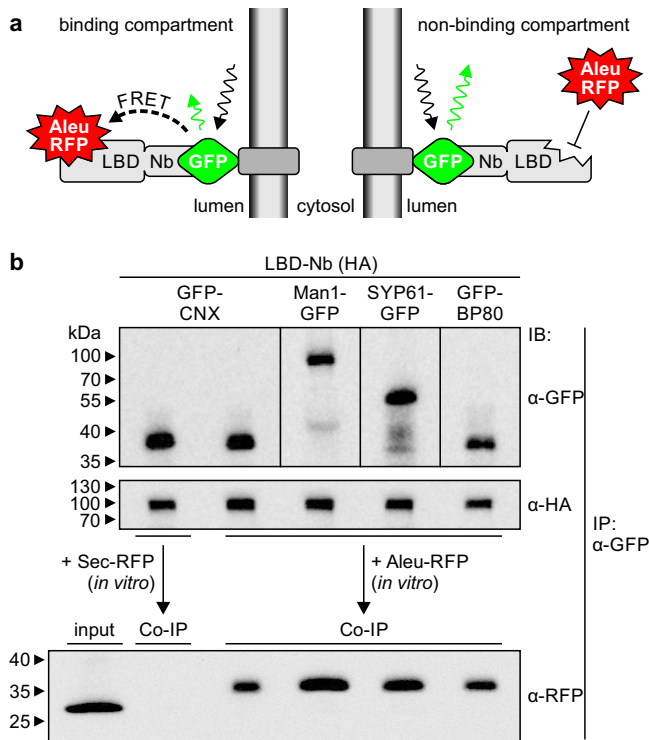 a
binding compartment
non-binding compartment
Aleu
RFP
FRET
Aleu
RFP
LBD
Nb
GFP
GFP
Nb
LBD
lumen
cytosol
lumen
b
LBD-Nb (HA)
GFP-
CNX
Man1-
GFP
SYP61-
GFP
GFP-
BP80
kDa
IB:
100
70
55
40
35
α-GFP
130
100
70
α-HA
IP:
α-GFP
+ Sec-RFP
(in vitro)
+ Aleu-RFP
(in vitro)
input
Co-IP
Co-IP
40
35
25
α-RFP